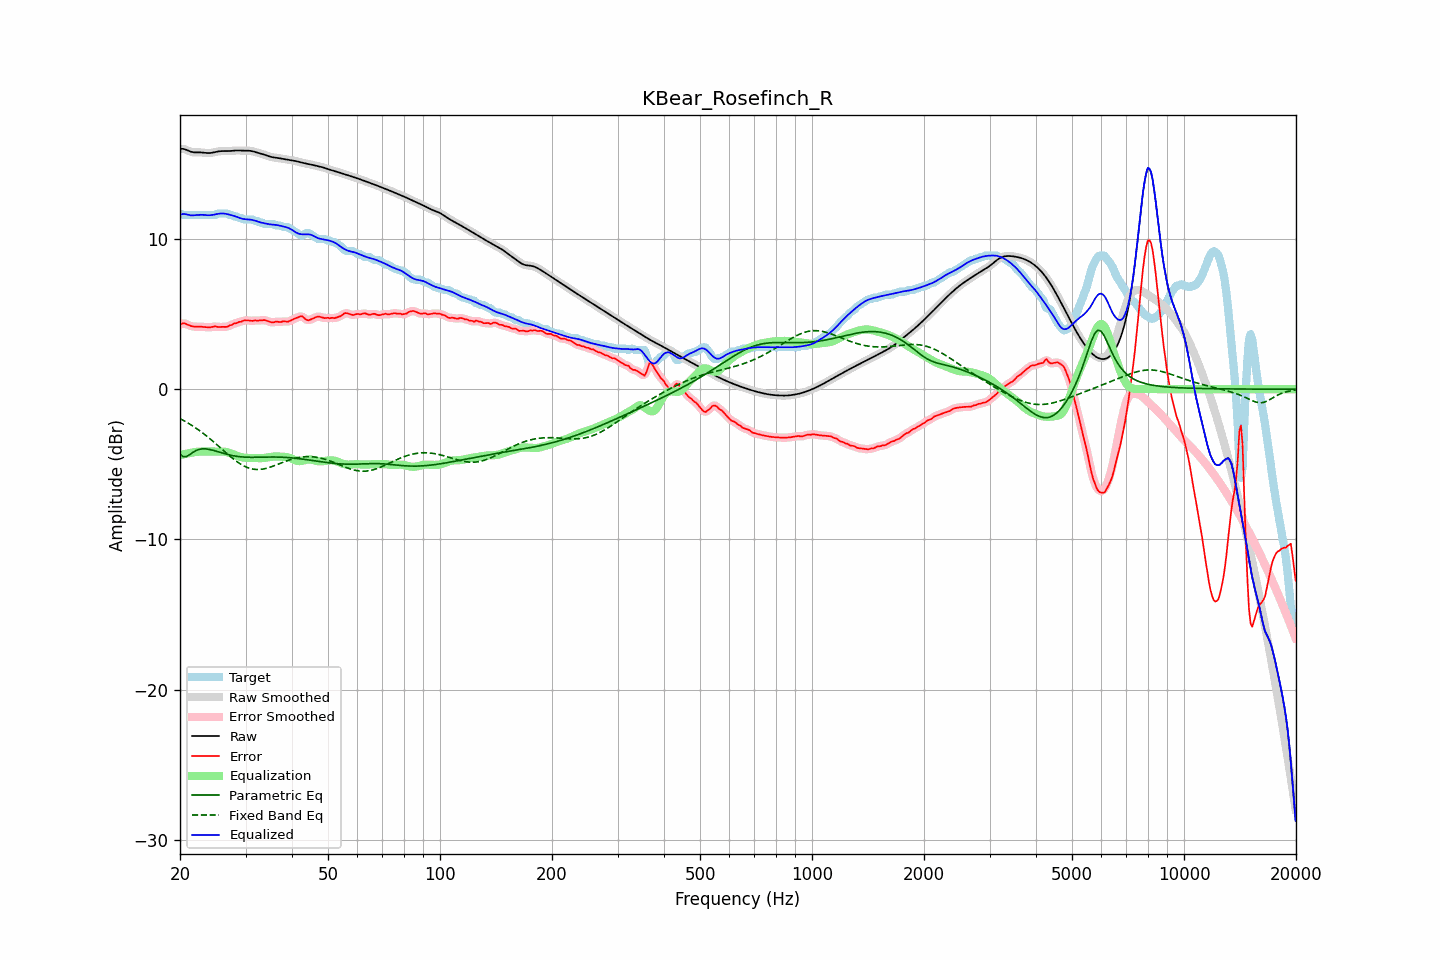 KBear_Rosefinch_R
10
0
−10
−20
−30
Amplitude (dBr)
Target
Raw Smoothed
Error Smoothed
Raw
Error
Equalization
Parametric Eq
Fixed Band Eq
Equalized
20 50 100 200 500 1000 2000 5000 10000 20000
Frequency (Hz)